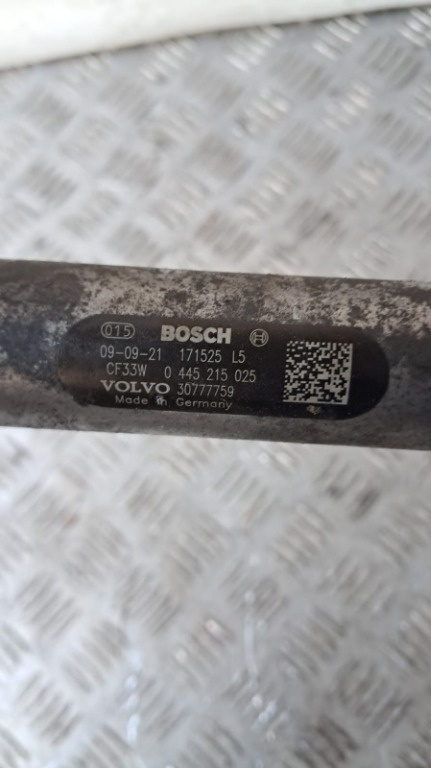 015 BOSCH
09-09-21 171525 L5
CF33W 0 445 215 025
VOLVO 30777759
Made in Germany